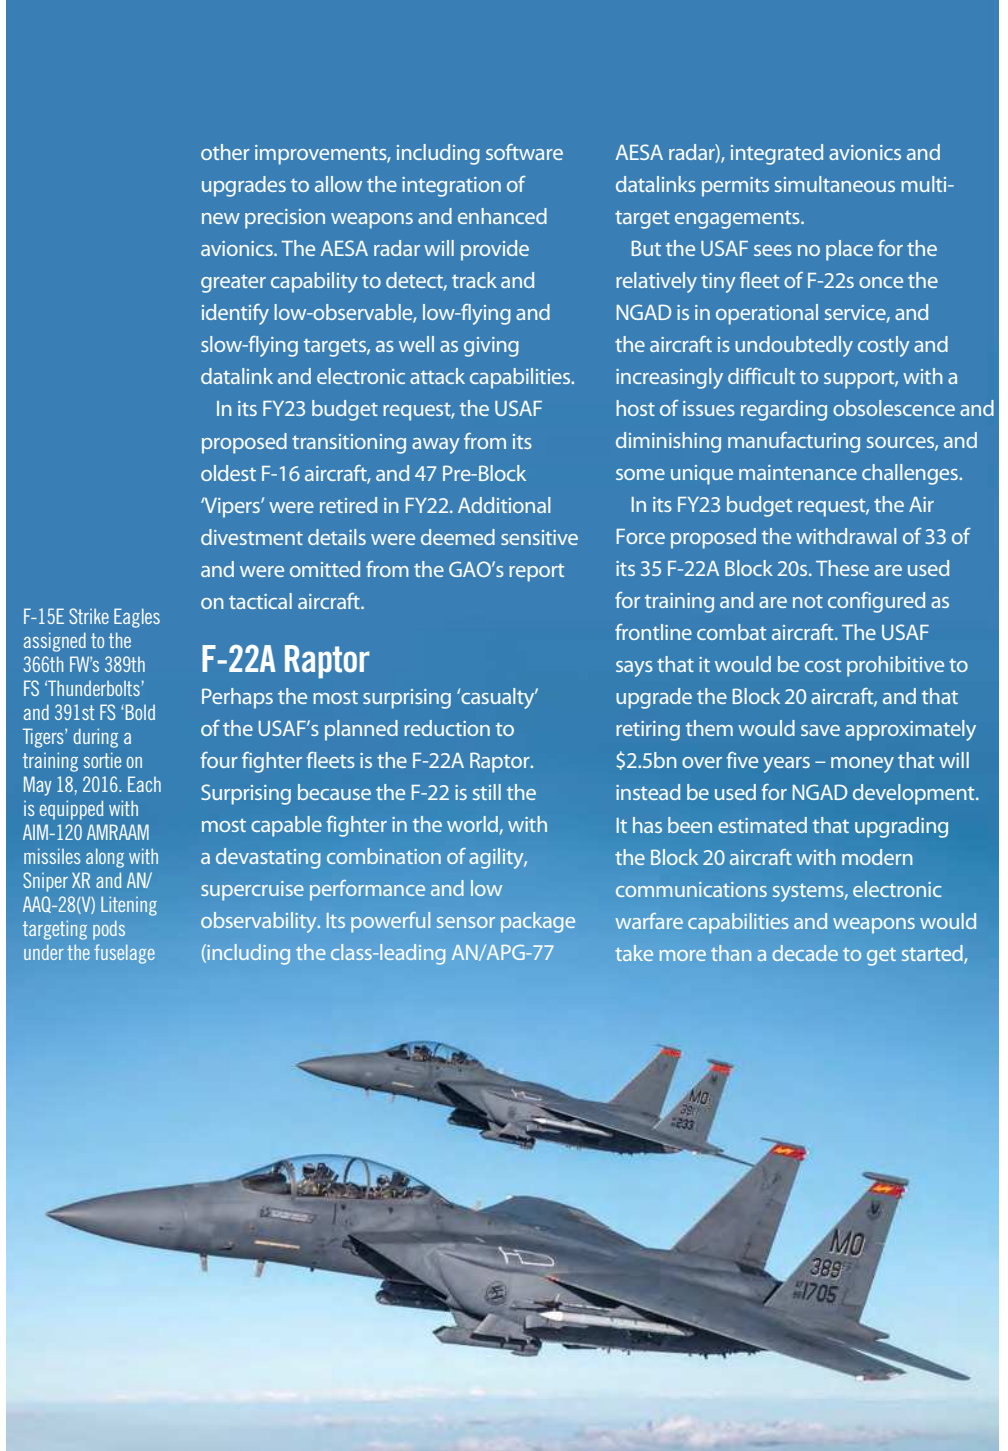 other improvements, including software
upgrades to allow the integration of
new precision weapons and enhanced
avionics. The AESA radar will provide
greater capability to detect, track and
identify low-observable, low-flying and
slow-flying targets, as well as giving
datalink and electronic attack capabilities.
In its FY23 budget request, the USAF
proposed transitioning away from its
oldest F-16 aircraft, and 47 Pre-Block
‘Vipers’ were retired in FY22. Additional
divestment details were deemed sensitive
and were omitted from the GAO’s report
on tactical aircraft.
F-22A Raptor
Perhaps the most surprising ‘casualty’
of the USAF’s planned reduction to
four fighter fleets is the F-22A Raptor.
Surprising because the F-22 is still the
most capable fighter in the world, with
a devastating combination of agility,
supercruise performance and low
observability. Its powerful sensor package
(including the class-leading AN/APG-77
AESA radar), integrated avionics and
datalinks permits simultaneous multi-
target engagements.
But the USAF sees no place for the
relatively tiny fleet of F-22s once the
NGAD is in operational service, and
the aircraft is undoubtedly costly and
increasingly difficult to support, with a
host of issues regarding obsolescence and
diminishing manufacturing sources, and
some unique maintenance challenges.
In its FY23 budget request, the Air
Force proposed the withdrawal of 33 of
its 35 F-22A Block 20s. These are used
for training and are not configured as
frontline combat aircraft. The USAF
says that it would be cost prohibitive to
upgrade the Block 20 aircraft, and that
retiring them would save approximately
$2.5bn over five years – money that will
instead be used for NGAD development.
It has been estimated that upgrading
the Block 20 aircraft with modern
communications systems, electronic
warfare capabilities and weapons would
take more than a decade to get started,
F-15E Strike Eagles
assigned to the
366th FW’s 389th
FS ‘Thunderbolts’
and 391st FS ‘Bold
Tigers’ during a
training sortie on
May 18, 2016. Each
is equipped with
AIM-120 AMRAAM
missiles along with
Sniper XR and AN/
AAQ-28(V) Litening
targeting pods
under the fuselage
MO
391
233
MO
389
1705